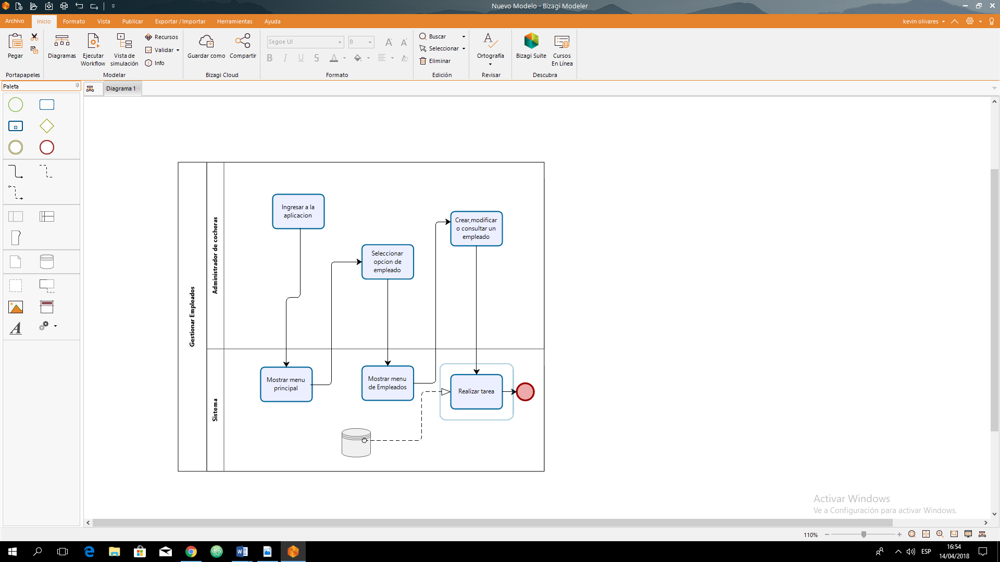 Nuevo Modelo - Bizagi Modeler
Archivo
Inicio
Formato
Vista
Publicar
Exportar / Importar
Herramientas
Ayuda
kevin olivares
Pegar
Portapapeles
Diagramas
Ejecutar
Workflow
Vista de
simulación
Recursos
Validar
Info
Modelar
Guardar como
Compartir
Bizagi Cloud
Segoe UI
8
Formato
Buscar
Seleccionar
Eliminar
Edición
Ortografía
Revisar
Bizagi Suite
Cursos
En Línea
Descubra
Paleta
Diagrama 1
Gestionar Empleados
Administrador de cocheras
Ingresar a la
aplicacion
Seleccionar
opcion de
empleado
Crear,modificar
o consultar un
empleado
Sistema
Mostrar menu
principal
Mostrar menu
de Empleados
Realizar tarea
Activar Windows
Ve a Configuración para activar Windows.
110%
ESP
16:54
14/04/2018